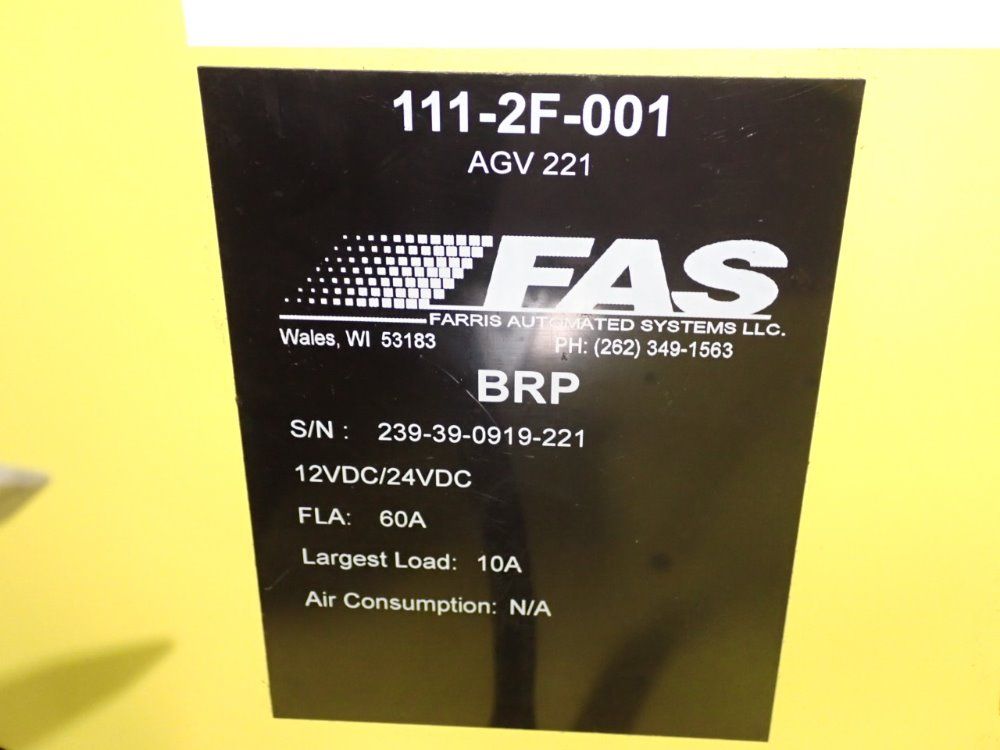 111-2F-001
AGV 221
FAS
FARRIS AUTOMATED SYSTEMS LLC.
Wales, WI 53183 PH: (262) 349-1563
BRP
S/N : 239-39-0919-221
12VDC/24VDC
FLA: 60A
Largest Load: 10A
Air Consumption: N/A